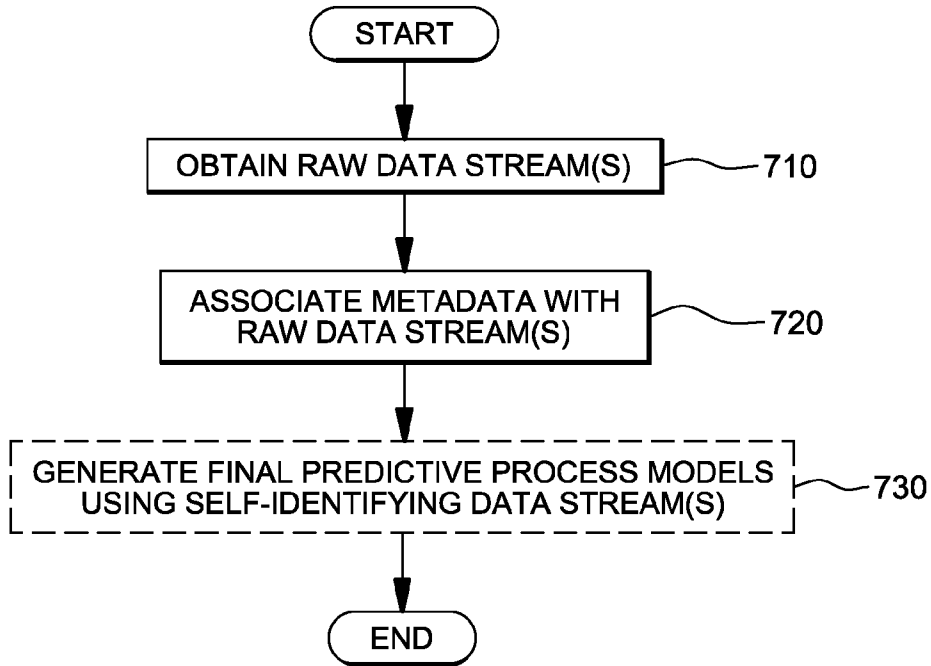 START
OBTAIN RAW DATA STREAM(S)
710
ASSOCIATE METADATA WITH
RAW DATA STREAM(S)
720
GENERATE FINAL PREDICTIVE PROCESS MODELS
USING SELF-IDENTIFYING DATA STREAM(S)
730
END